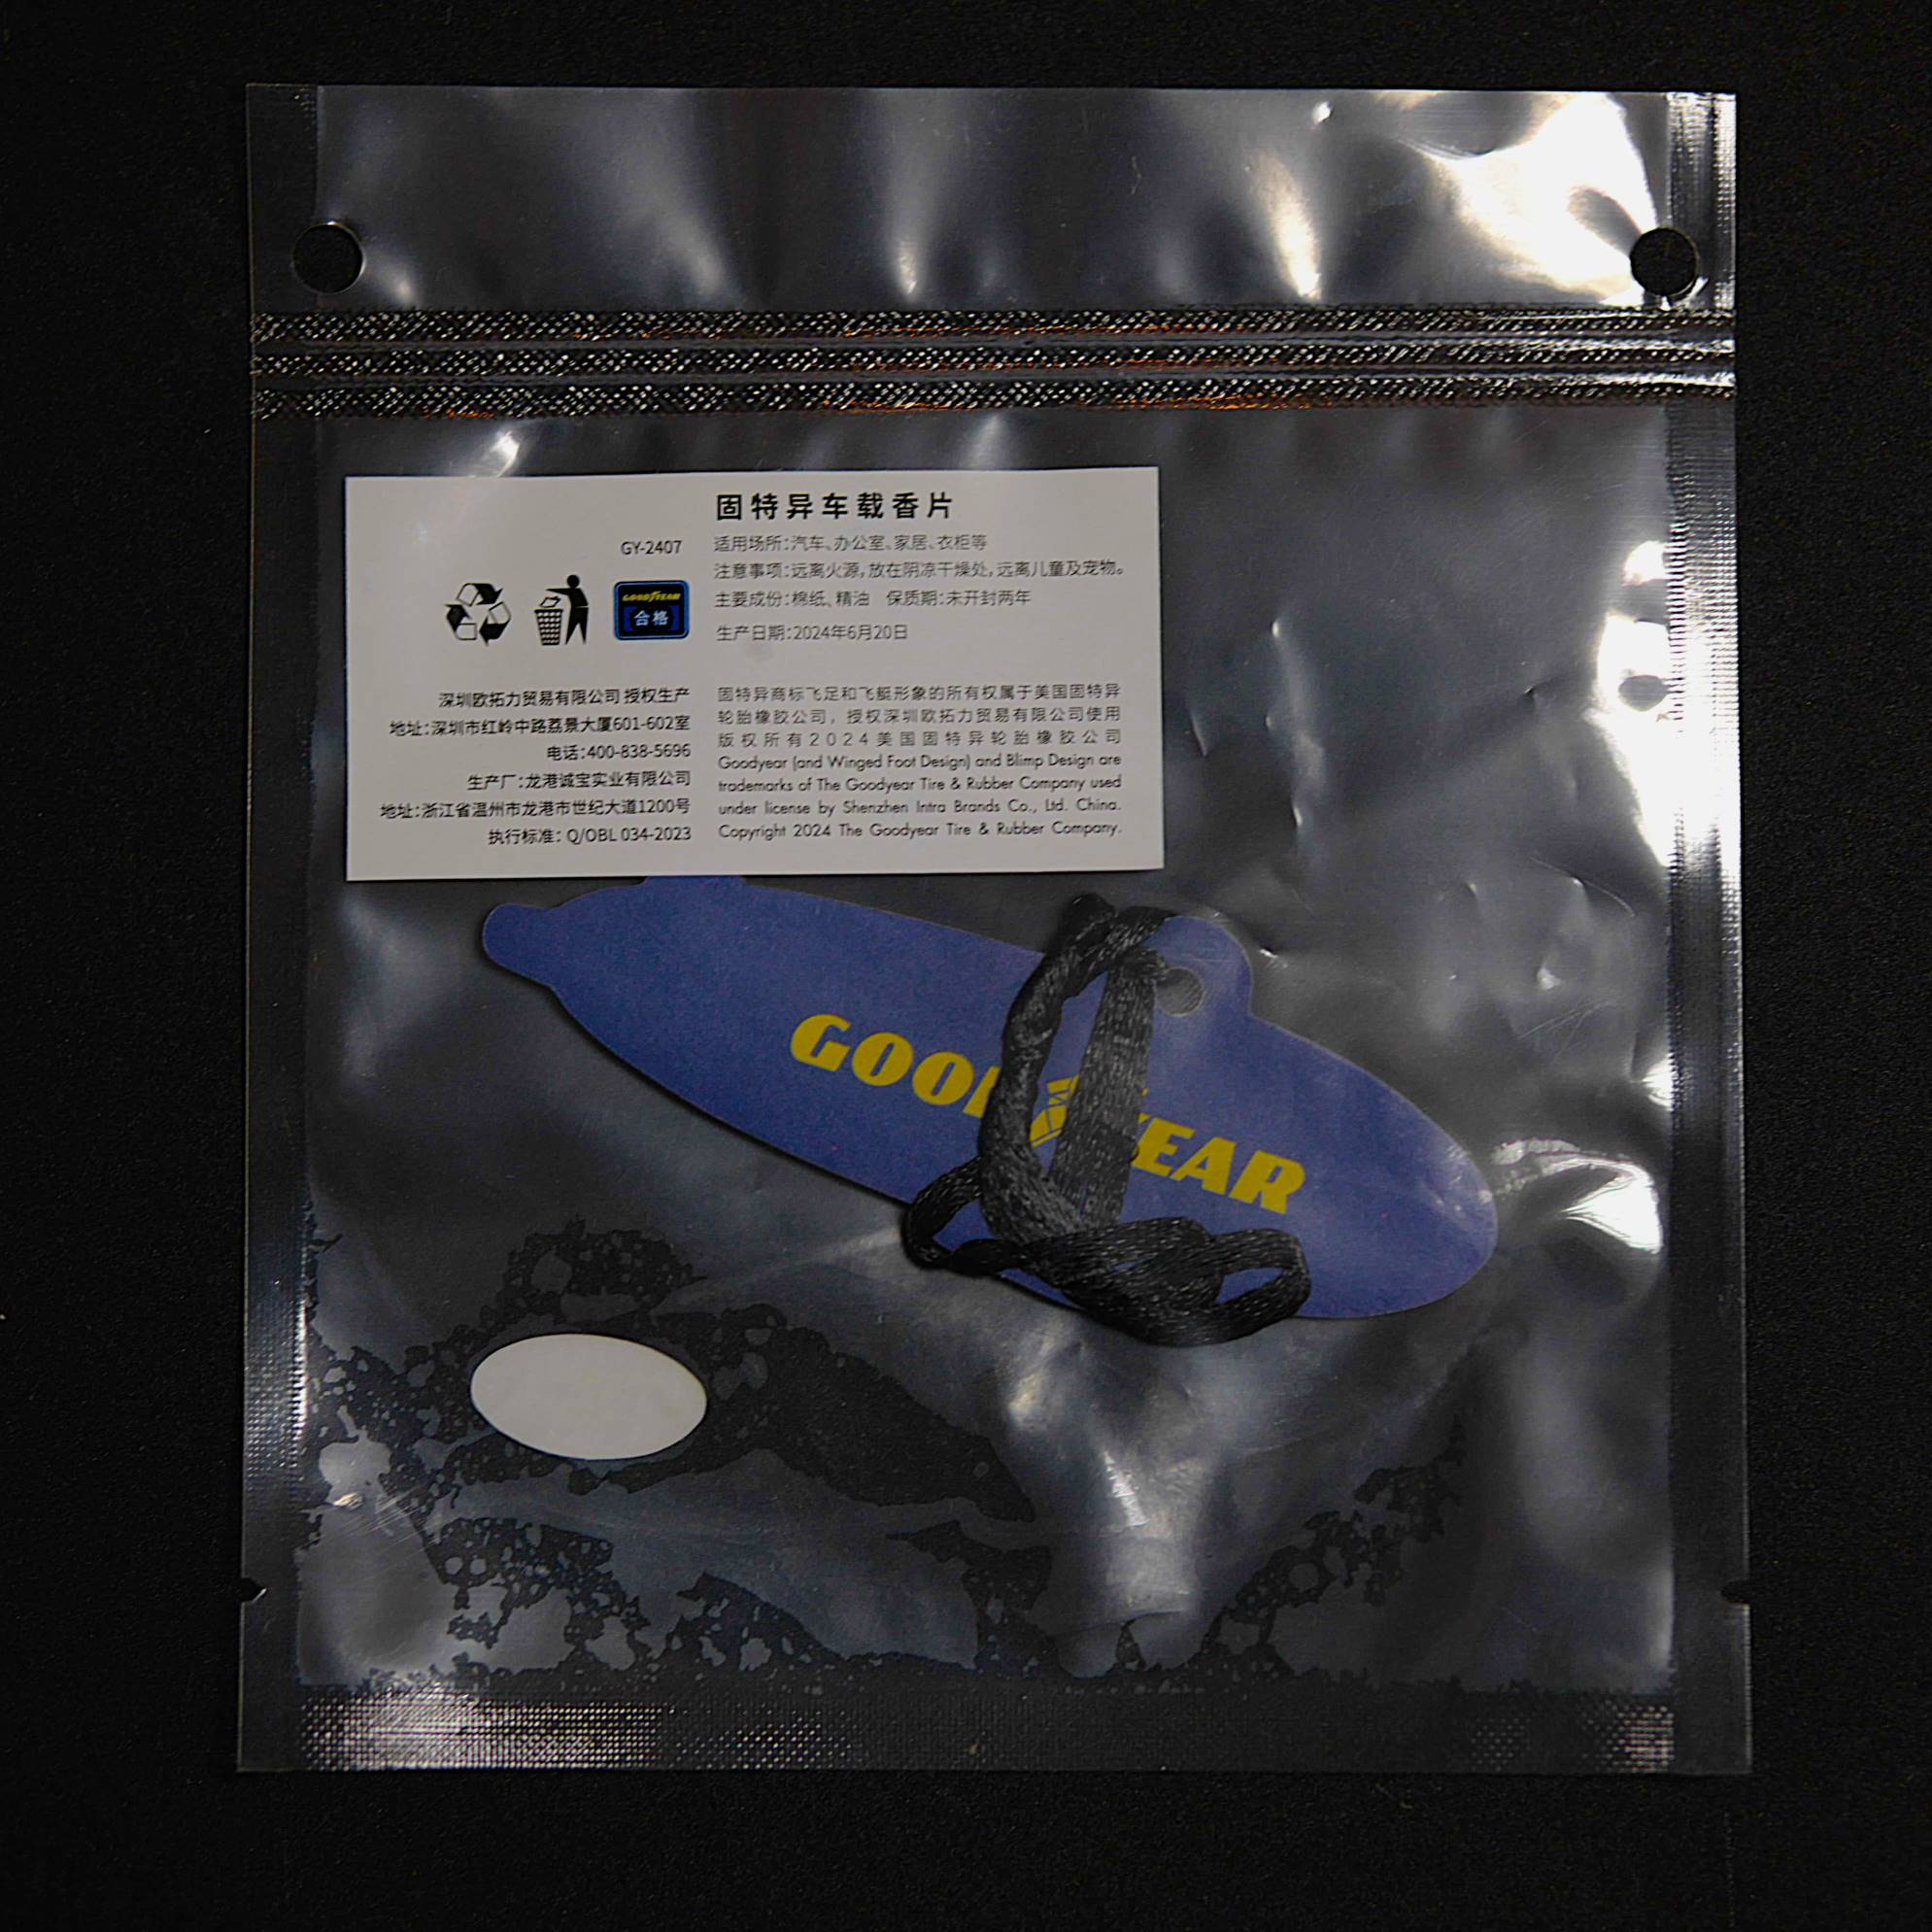 固特异车载香片
GY-2407
适用场所:汽车、办公室、家居、衣柜等
注意事项:远离火源,放在阴凉干燥处,远离儿童及宠物。
主要成份:棉纸、精油 保质期:未开封两年
生产日期:2024年6月20日
GOODYEAR
合格
深圳欧拓力贸易有限公司 授权生产
地址:深圳市红岭中路荔景大厦601-602室
电话:400-838-5696
生产厂:龙港诚宝实业有限公司
地址:浙江省温州市龙港市世纪大道1200号
执行标准: Q/OBL 034-2023
固特异商标飞足和飞艇形象的所有权属于美国固特异
轮胎橡胶公司, 授权深圳欧拓力贸易有限公司使用
版权所有2024美国固特异轮胎橡胶公司
Goodyear (and Winged Foot Design) and Blimp Design are
trademarks of The Goodyear Tire & Rubber Company used
under license by Shenzhen Intra Brands Co., Ltd. China.
Copyright 2024 The Goodyear Tire & Rubber Company.
GOODYEAR